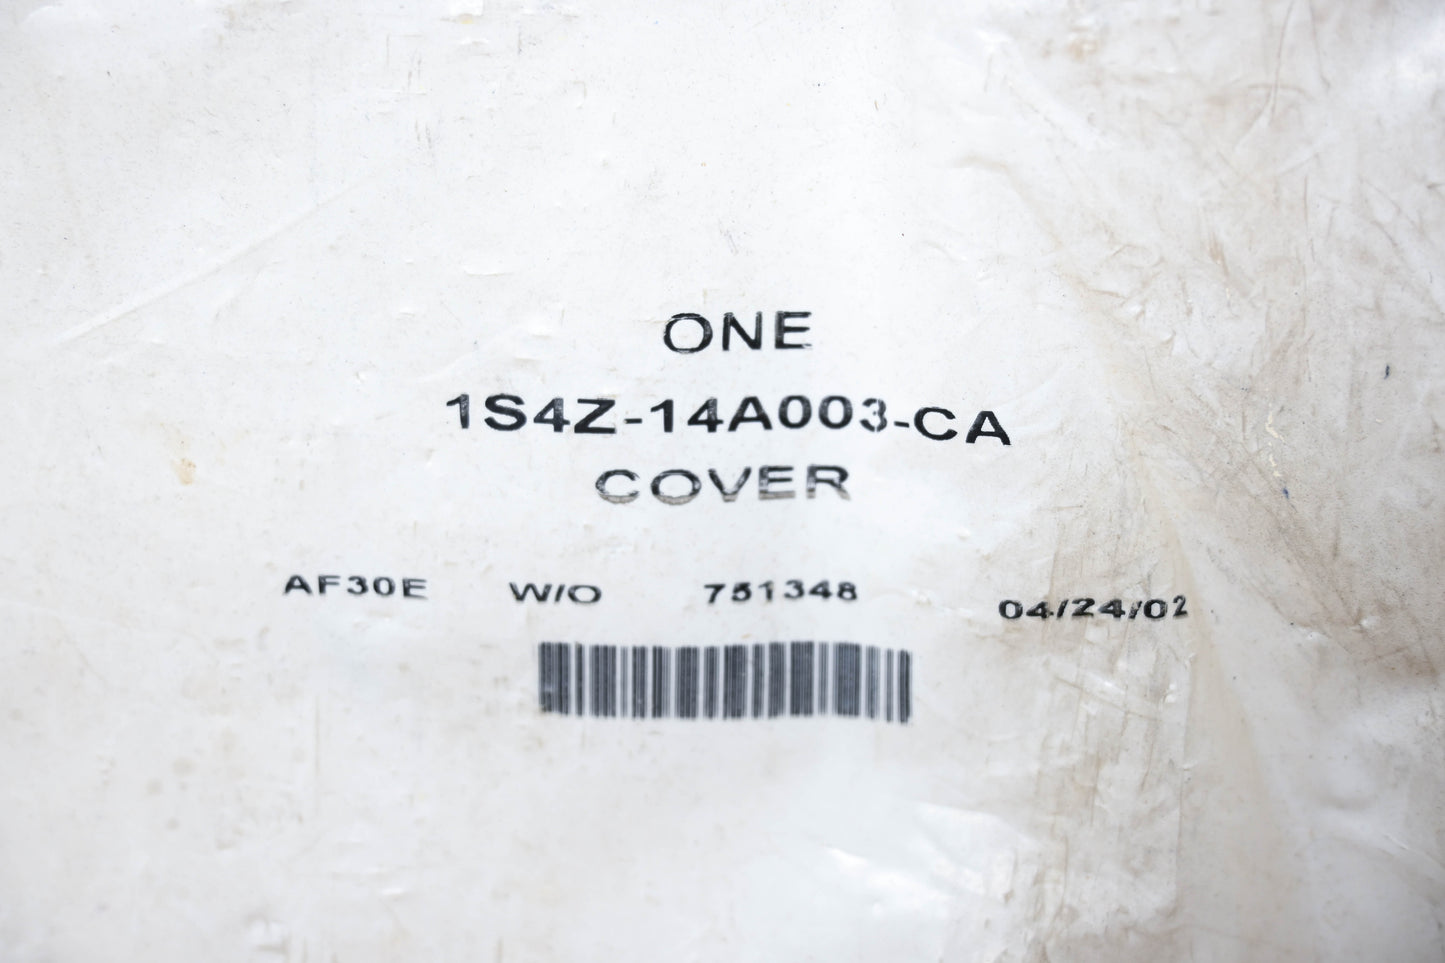 ONE
1S4Z-14A003-CA
COVER
AF30E W/O 751348 04/24/02